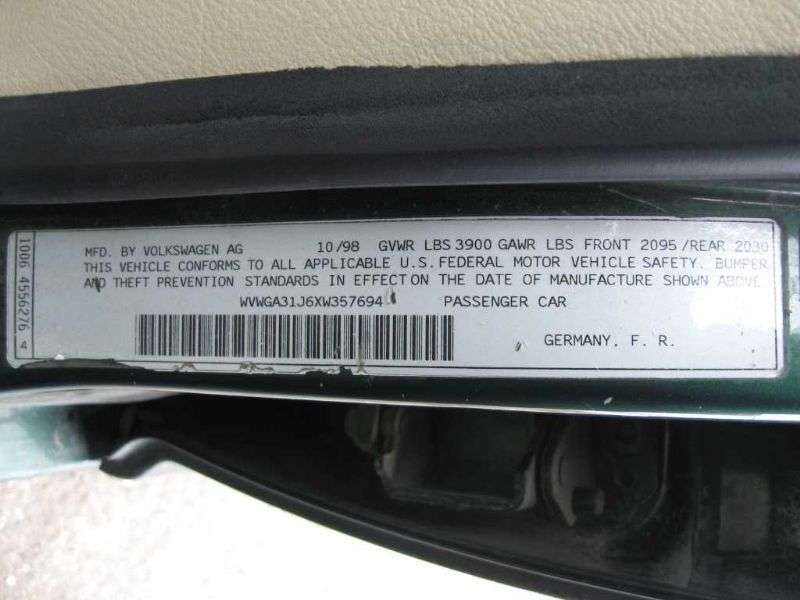 MFD. BY VOLKSWAGEN AG 10/98 GVWR LBS 3900 GAWR LBS FRONT 2095/REAR 2030
THIS VEHICLE CONFORMS TO ALL APPLICABLE U.S. FEDERAL MOTOR VEHICLE SAFETY. BUMPER
AND THEFT PREVENTION STANDARDS IN EFFECT ON THE DATE OF MANUFACTURE SHOWN ABOVE
WVWGA31J6XW357694 PASSENGER CAR
GERMANY. F. R.
1006 4556276 4